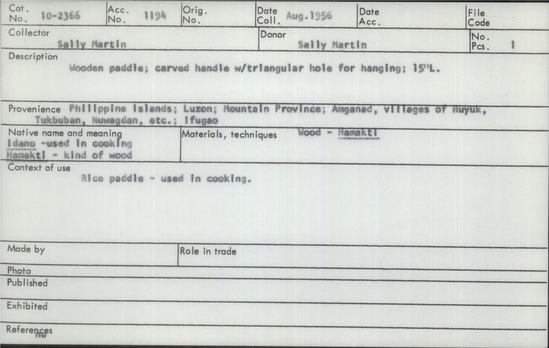 Cat. No. 10-2366 Acc. No. 1194 Orig. No. Date Coll. Aug.1956 Date Acc. File Code
Collector Sally Martin Donor Sally Martin No. Pcs. 1
Description
Wooden paddle; carved handle w/triangular hole for hanging; 15"L.
Provenience Philippine Islands; Luzon; Mountain Province; Amganad, villages of Huyuk,
Tukbuban, Nuwagdan, etc.; Ifugao
Native name and meaning Materials, techniques Wood - Hamakti
Idano -used in cooking
Hamakti - kind of wood
Context of use
Rice paddle - used in cooking.
Made by Role in trade
Photo
Published
Exhibited
References